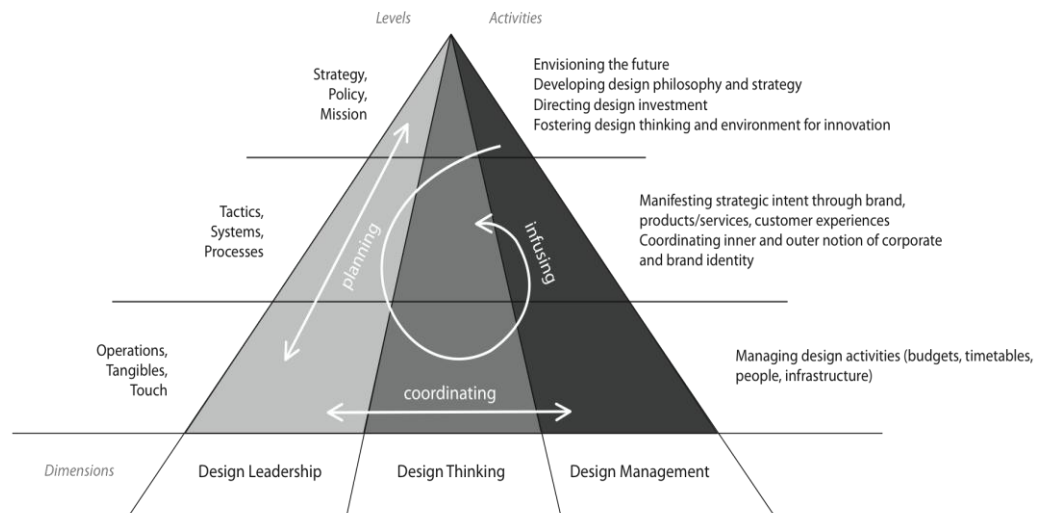 Levels
Activities
Strategy,
Policy,
Mission
Envisioning the future
Developing design philosophy and strategy
Directing design investment
Fostering design thinking and environment for innovation
Tactics,
Systems,
Processes
planning
infusing
Manifesting strategic intent through brand,
products/services, customer experiences
Coordinating inner and outer notion of corporate
and brand identity
Operations,
Tangibles,
Touch
coordinating
Managing design activities (budgets, timetables,
people, infrastructure)
Dimensions
Design Leadership
Design Thinking
Design Management